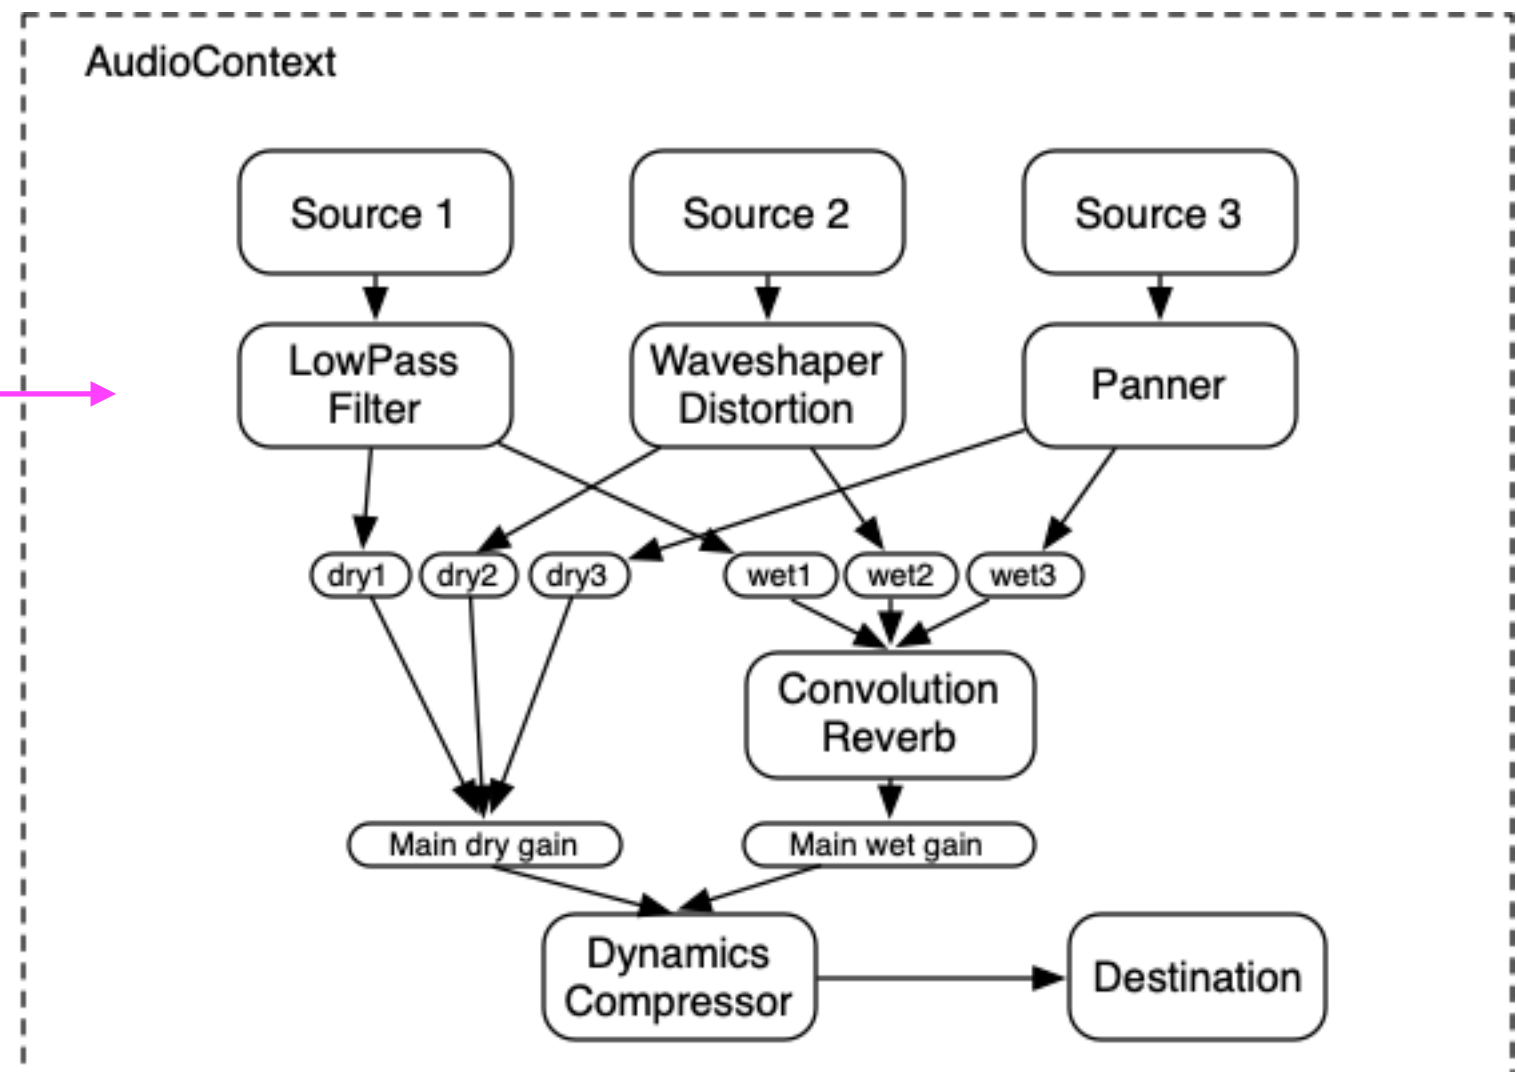 AudioContext
Source 1
Source 2
Source 3
LowPass
Filter
Waveshaper
Distortion
Panner
dry1
dry2
dry3
wet1
wet2
wet3
Convolution
Reverb
Main dry gain
Main wet gain
Dynamics
Compressor
Destination